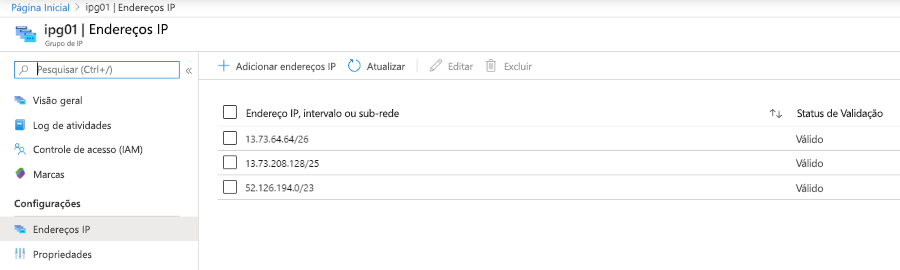 Página Inicial > ipg01 | Endereços IP
ipg01 | Endereços IP
Grupo de IP
Pesquisar (Ctrl+/)
«
Visão geral
Log de atividades
Controle de acesso (IAM)
Marcas
Configurações
Endereços IP
Propriedades
+ Adicionar endereços IP Atualizar Editar Excluir
Endereço IP, intervalo ou sub-rede ↑↓ Status de Validação
13.73.64.64/26 Válido
13.73.208.128/25 Válido
52.126.194.0/23 Válido